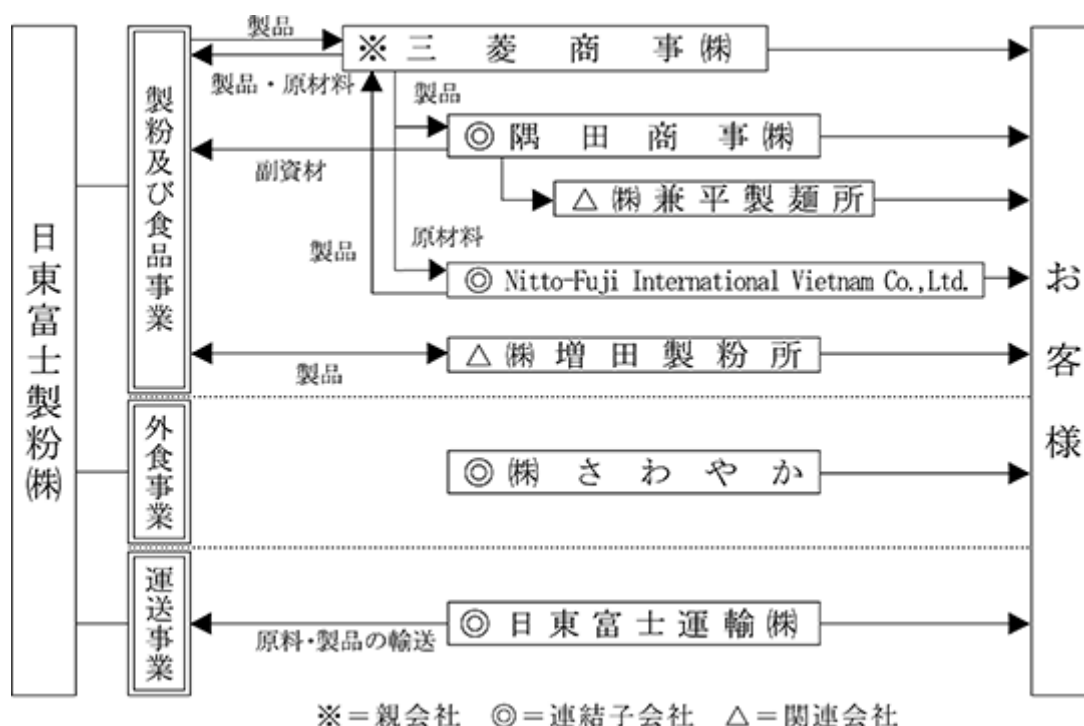 日東富士製粉㈱
製粉及び食品事業
製品
※三菱商事㈱
製品・原材料
製品
◎隅田商事㈱
副資材
△㈱兼平製麺所
原材料
製品
◎ Nitto-Fuji International Vietnam Co.,Ltd.
△㈱増田製粉所
製品
外食事業
◎㈱さわやか
運送事業
◎日東富士運輸㈱
原料・製品の輸送
お客様
※＝親会社 ◎＝連結子会社 △＝関連会社